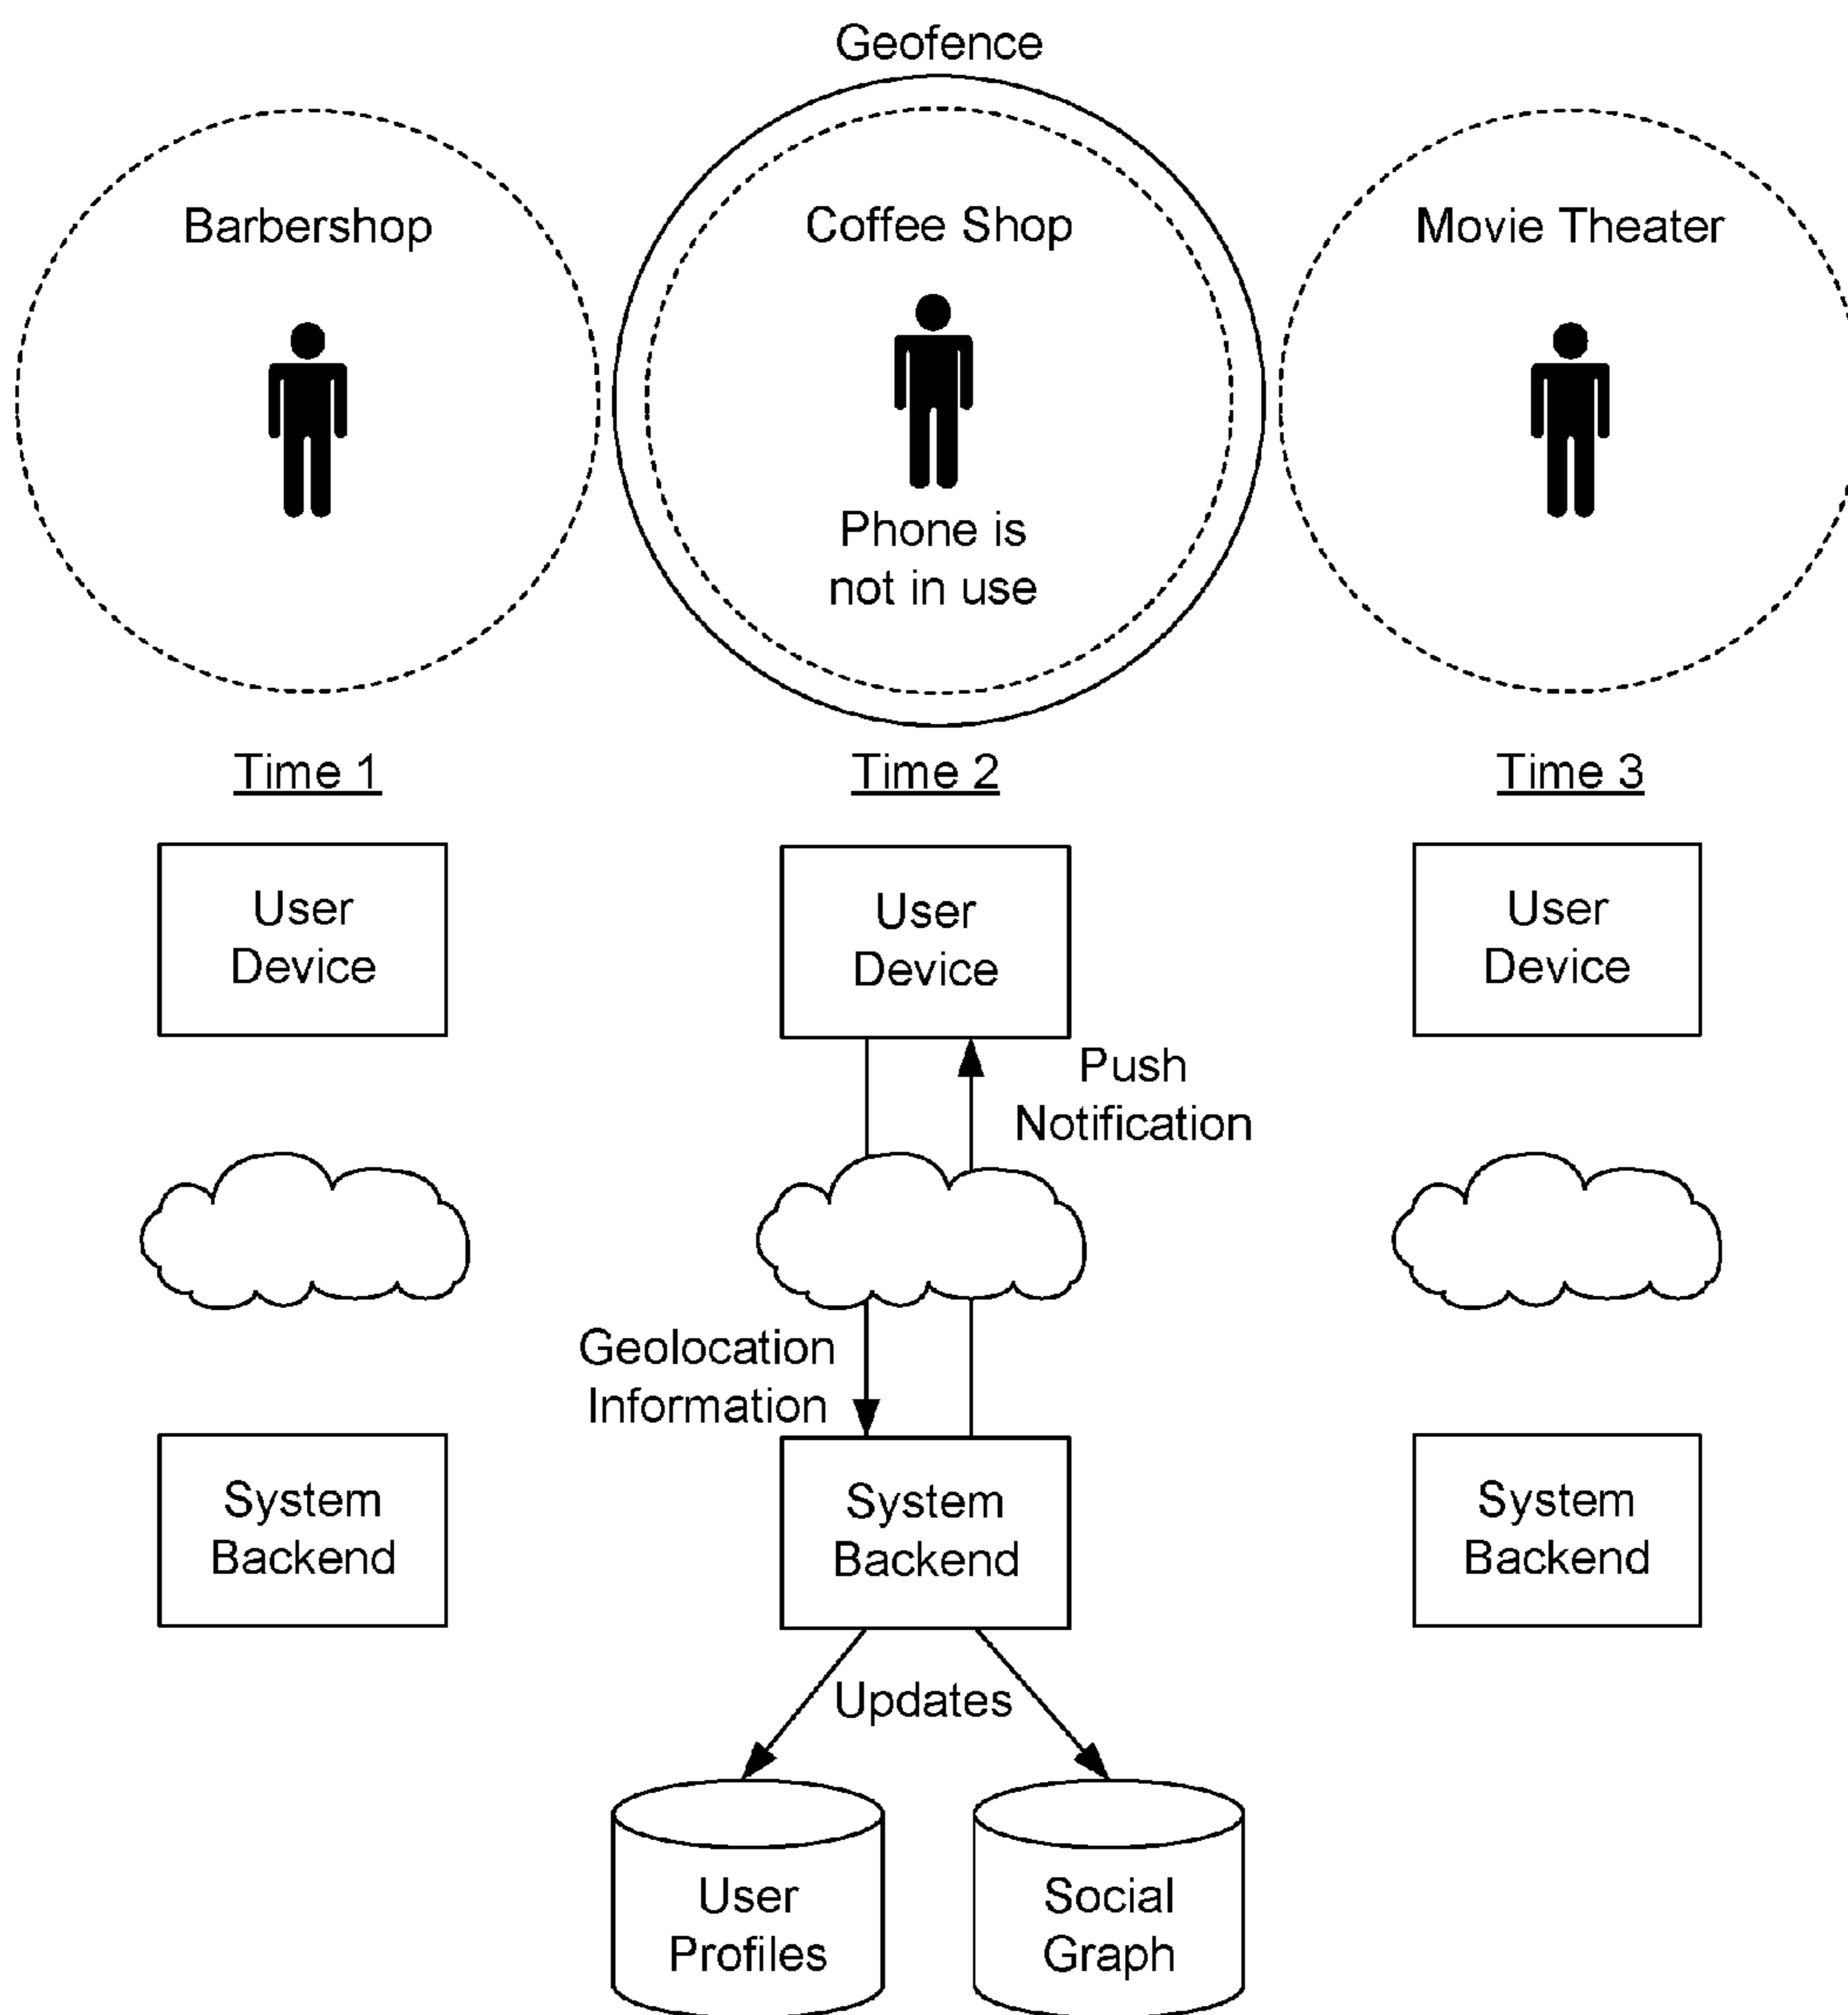 Geofence
Barbershop
Coffee Shop
Movie Theater
Phone is
not in use
Time 1
Time 2
Time 3
User
Device
User
Device
User
Device
Push
Notification
Geolocation
Information
System
Backend
System
Backend
System
Backend
Updates
User
Profiles
Social
Graph